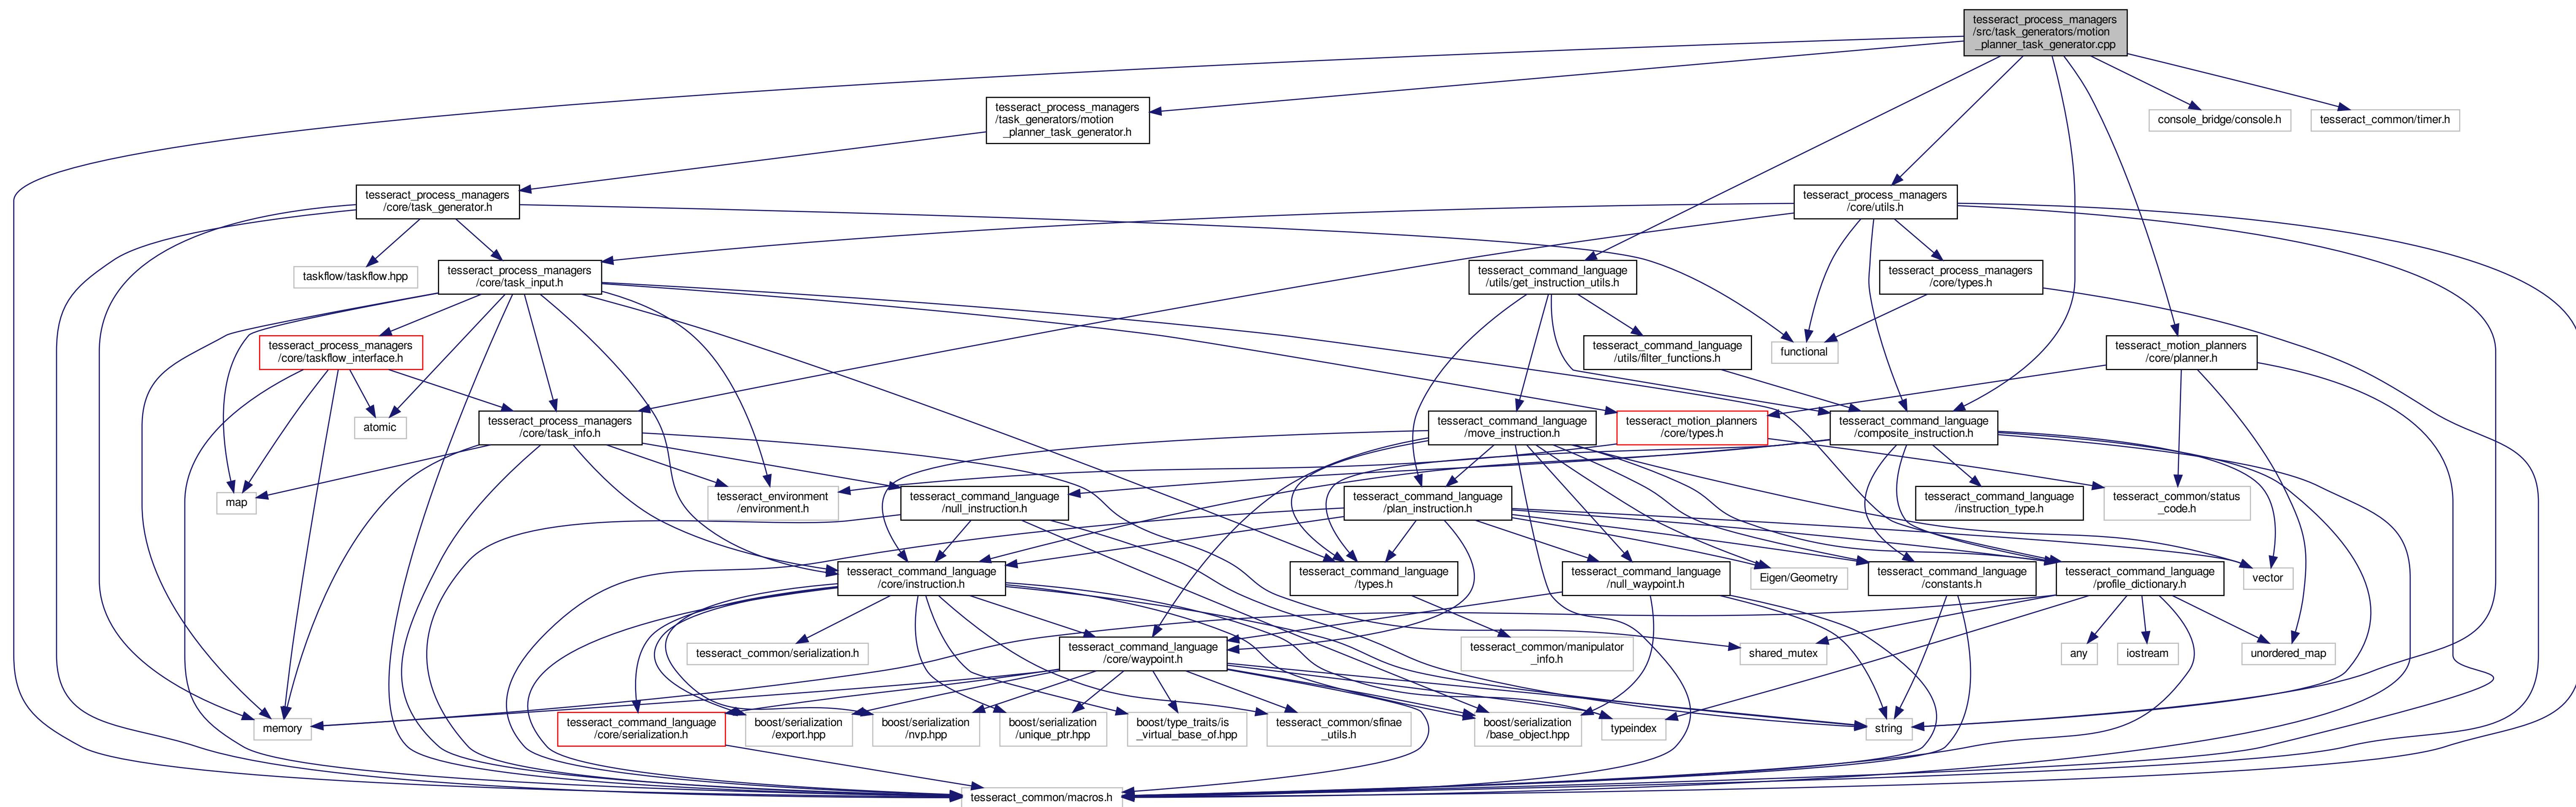 tesseract_process_managers
/src/task_generators/motion
_planner_task_generator.cpp
tesseract_process_managers
/task_generators/motion
_planner_task_generator.h
console_bridge/console.h
tesseract_common/timer.h
tesseract_process_managers
/core/task_generator.h
tesseract_process_managers
/core/utils.h
taskflow/taskflow.hpp
tesseract_process_managers
/core/task_input.h
tesseract_command_language
/utils/get_instruction_utils.h
tesseract_process_managers
/core/types.h
tesseract_process_managers
/core/taskflow_interface.h
tesseract_command_language
/utils/filter_functions.h
functional
tesseract_motion_planners
/core/planner.h
atomic
tesseract_process_managers
/core/task_info.h
tesseract_command_language
/move_instruction.h
tesseract_motion_planners
/core/types.h
tesseract_command_language
/composite_instruction.h
map
tesseract_environment
/environment.h
tesseract_command_language
/null_instruction.h
tesseract_command_language
/plan_instruction.h
tesseract_command_language
/instruction_type.h
tesseract_common/status
_code.h
tesseract_command_language
/core/instruction.h
tesseract_command_language
/types.h
tesseract_command_language
/null_waypoint.h
Eigen/Geometry
tesseract_command_language
/constants.h
tesseract_command_language
/profile_dictionary.h
vector
tesseract_common/serialization.h
tesseract_command_language
/core/waypoint.h
tesseract_common/manipulator
_info.h
shared_mutex
any
iostream
unordered_map
memory
tesseract_command_language
/core/serialization.h
boost/serialization
/export.hpp
boost/serialization
/nvp.hpp
boost/serialization
/unique_ptr.hpp
boost/type_traits/is
_virtual_base_of.hpp
tesseract_common/sfinae
_utils.h
boost/serialization
/base_object.hpp
typeindex
string
tesseract_common/macros.h